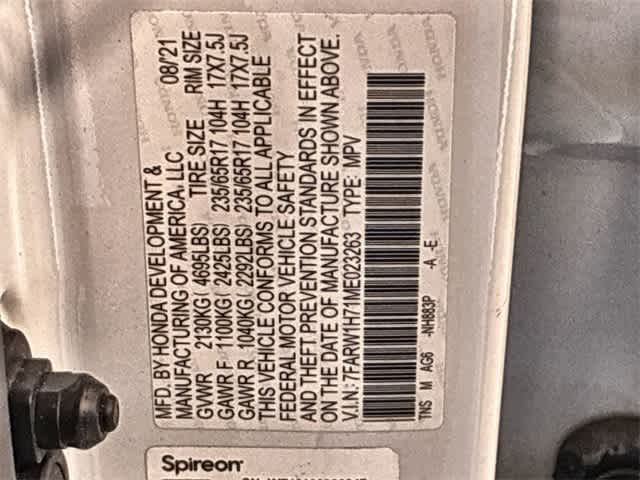 MFD. BY HONDA DEVELOPMENT &
MANUFACTURING OF AMERICA, LLC 08/'21
GVWR 2130KG( 4695LBS) TIRE SIZE RIM SIZE
GAWR F: 1100KG( 2425LBS) 235/65R17 104H 17X7.5J
GAWR R: 1040KG( 2292LBS) 235/65R17 104H 17X7.5J
THIS VEHICLE CONFORMS TO ALL APPLICABLE
FEDERAL MOTOR VEHICLE SAFETY
AND THEFT PREVENTION STANDARDS IN EFFECT
ON THE DATE OF MANUFACTURE SHOWN ABOVE.
V.I.N.: 7FARW1H71ME023263 TYPE: MPV
TNS M AG6 -NH883P -A -E
Spireon